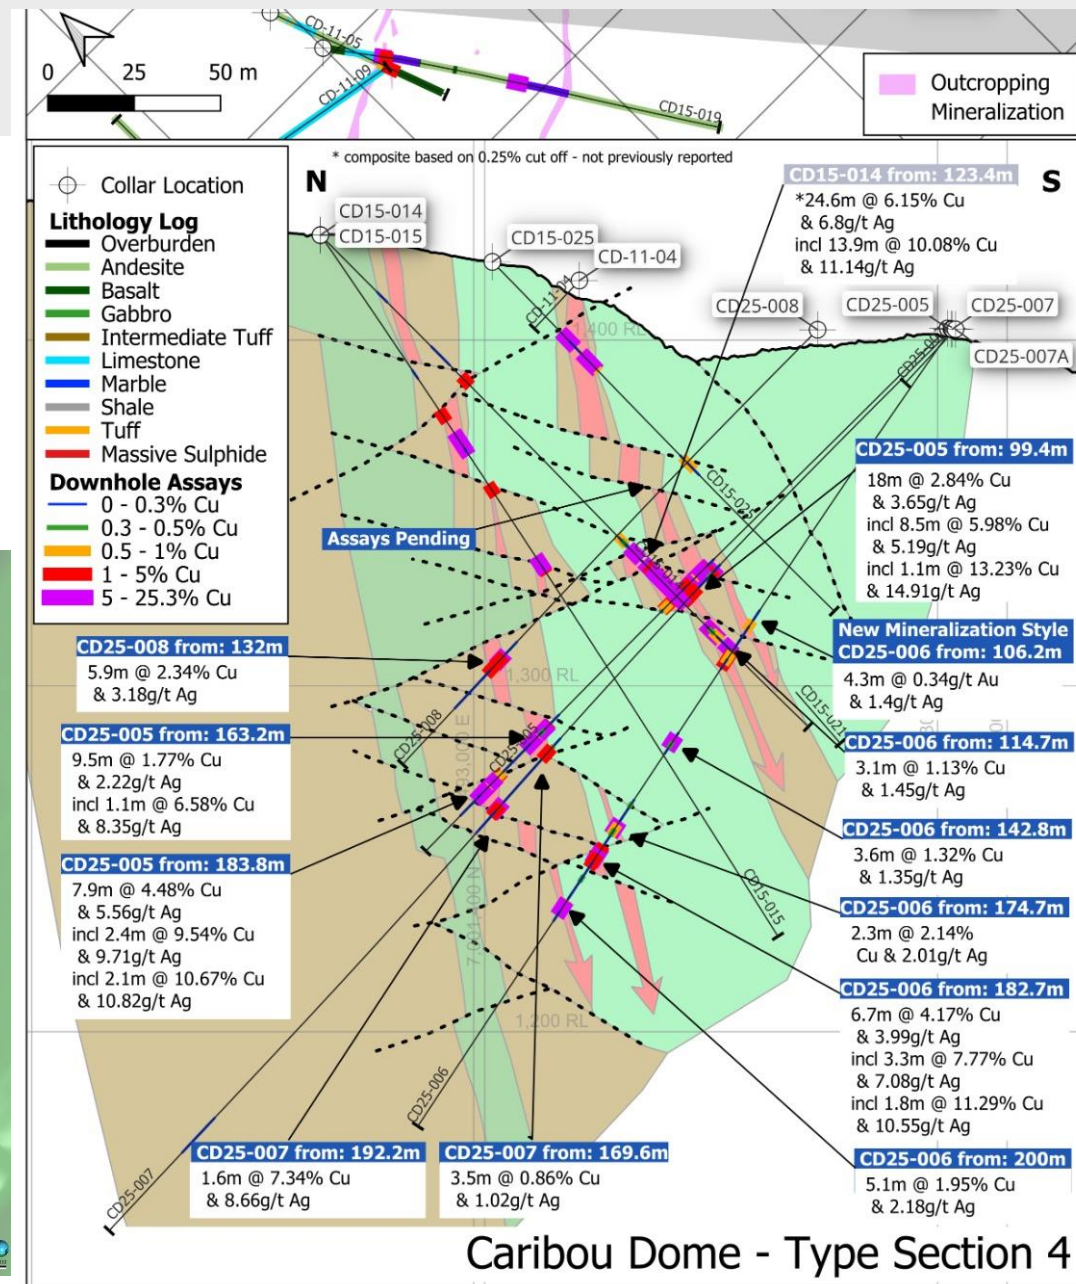 CD-11-05
CD-11-09
CD15-019
0 25 50 m
Outcropping
Mineralization
* composite based on 0.25% cut off - not previously reported
N
S
Collar Location
Lithology Log
Overburden
Andesite
Basalt
Gabbro
Intermediate Tuff
Limestone
Marble
Shale
Tuff
Massive Sulphide
Downhole Assays
0 - 0.3% Cu
0.3 - 0.5% Cu
0.5 - 1% Cu
1 - 5% Cu
5 - 25.3% Cu
CD15-014
CD15-015
CD15-025
CD-11-04
CD-11-04
CD25-008
CD25-005
CD25-007
CD25-007A
CD15-014 from: 123.4m
*24.6m @ 6.15% Cu
& 6.8g/t Ag
incl 13.9m @ 10.08% Cu
& 11.14g/t Ag
1,400 RL
CD15-025
CD25-005 from: 99.4m
18m @ 2.84% Cu
& 3.65g/t Ag
incl 8.5m @ 5.98% Cu
& 5.19g/t Ag
incl 1.1m @ 13.23% Cu
& 14.91g/t Ag
Assays Pending
New Mineralization Style
CD25-006 from: 106.2m
4.3m @ 0.34g/t Au
& 1.4g/t Ag
CD25-008 from: 132m
5.9m @ 2.34% Cu
& 3.18g/t Ag
1,300 RL
CD15-021
CD25-008
CD25-005
CD25-005 from: 163.2m
9.5m @ 1.77% Cu
& 2.22g/t Ag
incl 1.1m @ 6.58% Cu
& 8.35g/t Ag
CD25-006 from: 114.7m
3.1m @ 1.13% Cu
& 1.45g/t Ag
CD25-006 from: 142.8m
3.6m @ 1.32% Cu
& 1.35g/t Ag
CD25-005 from: 183.8m
7.9m @ 4.48% Cu
& 5.56g/t Ag
incl 2.4m @ 9.54% Cu
& 9.71g/t Ag
incl 2.1m @ 10.67% Cu
& 10.82g/t Ag
CD15-015
CD25-006 from: 174.7m
2.3m @ 2.14%
Cu & 2.01g/t Ag
CD25-006 from: 182.7m
6.7m @ 4.17% Cu
& 3.99g/t Ag
incl 3.3m @ 7.77% Cu
& 7.08g/t Ag
incl 1.8m @ 11.29% Cu
& 10.55g/t Ag
1,200 RL
CD25-006
CD25-007
CD25-007 from: 192.2m
1.6m @ 7.34% Cu
& 8.66g/t Ag
CD25-007 from: 169.6m
3.5m @ 0.86% Cu
& 1.02g/t Ag
CD25-006 from: 200m
5.1m @ 1.95% Cu
& 2.18g/t Ag
Caribou Dome - Type Section 4